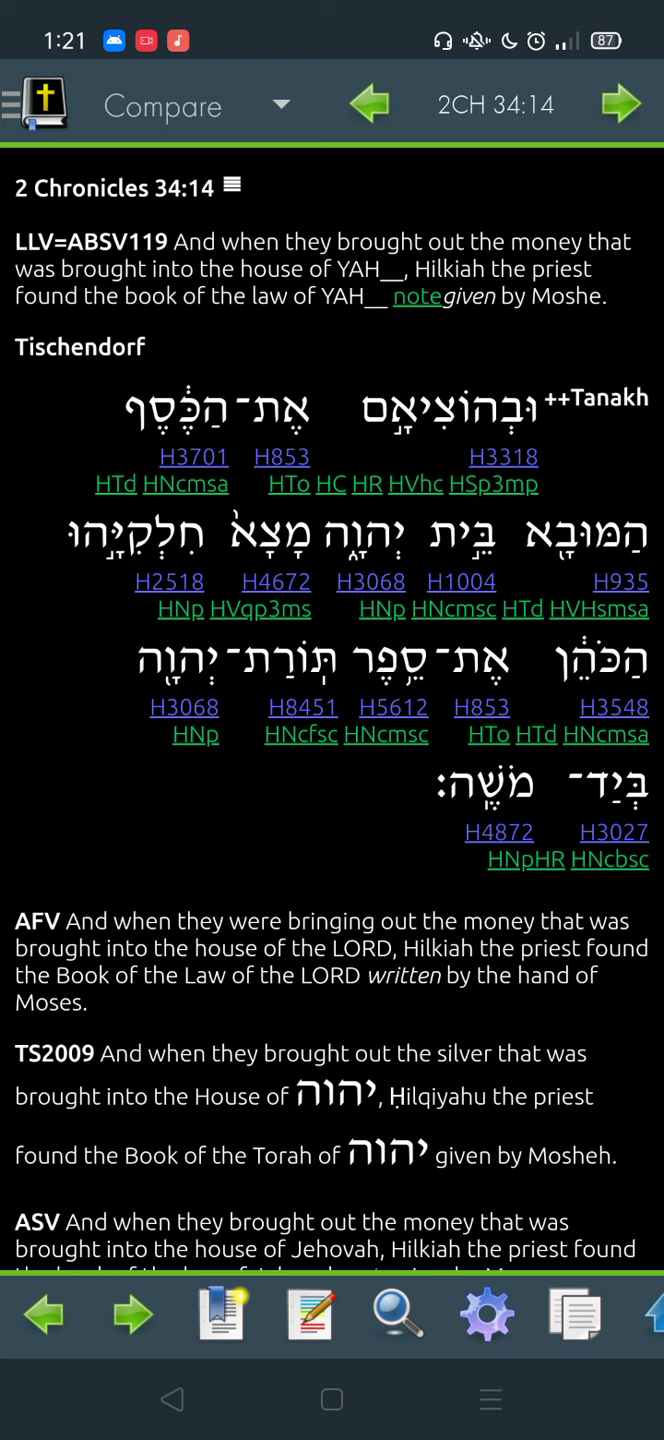 1:21
87
Compare
2CH 34:14
2 Chronicles 34:14
LLV=ABSV119 And when they brought out the money that
was brought into the house of YAH__, Hilkiah the priest
found the book of the law of YAH__ notegiven by Moshe.
Tischendorf
++Tanakh וּבְהוֹצִיאָ֣ם אֶת־ הַכֶּ֔סֶף
H3318 H853 H3701
HTd HNcmsa HTo HC HR HVhc HSp3mp
הַמּוּבָ֖א בֵּ֣ית יְהוָ֑ה מָצָא֙ חִלְקִיָּ֣הוּ
H935 H1004 H3068 H4672 H2518
HNp HVqp3ms HNp HNcmsc HTd HVHsmsa
הַכֹּהֵ֔ן אֶת־ סֵ֥פֶר תּֽוֹרַת־ יְהוָ֖ה
H3548 H853 H5612 H8451 H3068
HNp HNcfsc HNcmsc HTo HTd HNcmsa
בְּיַד־ מֹשֶֽׁה׃
H3027 H4872
HNpHR HNcbsc
AFV And when they were bringing out the money that was
brought into the house of the LORD, Hilkiah the priest found
the Book of the Law of the LORD written by the hand of
Moses.
TS2009 And when they brought out the silver that was
brought into the House of יהוה, Ḥilqiyahu the priest
found the Book of the Torah of יהוה given by Mosheh.
ASV And when they brought out the money that was
brought into the house of Jehovah, Hilkiah the priest found